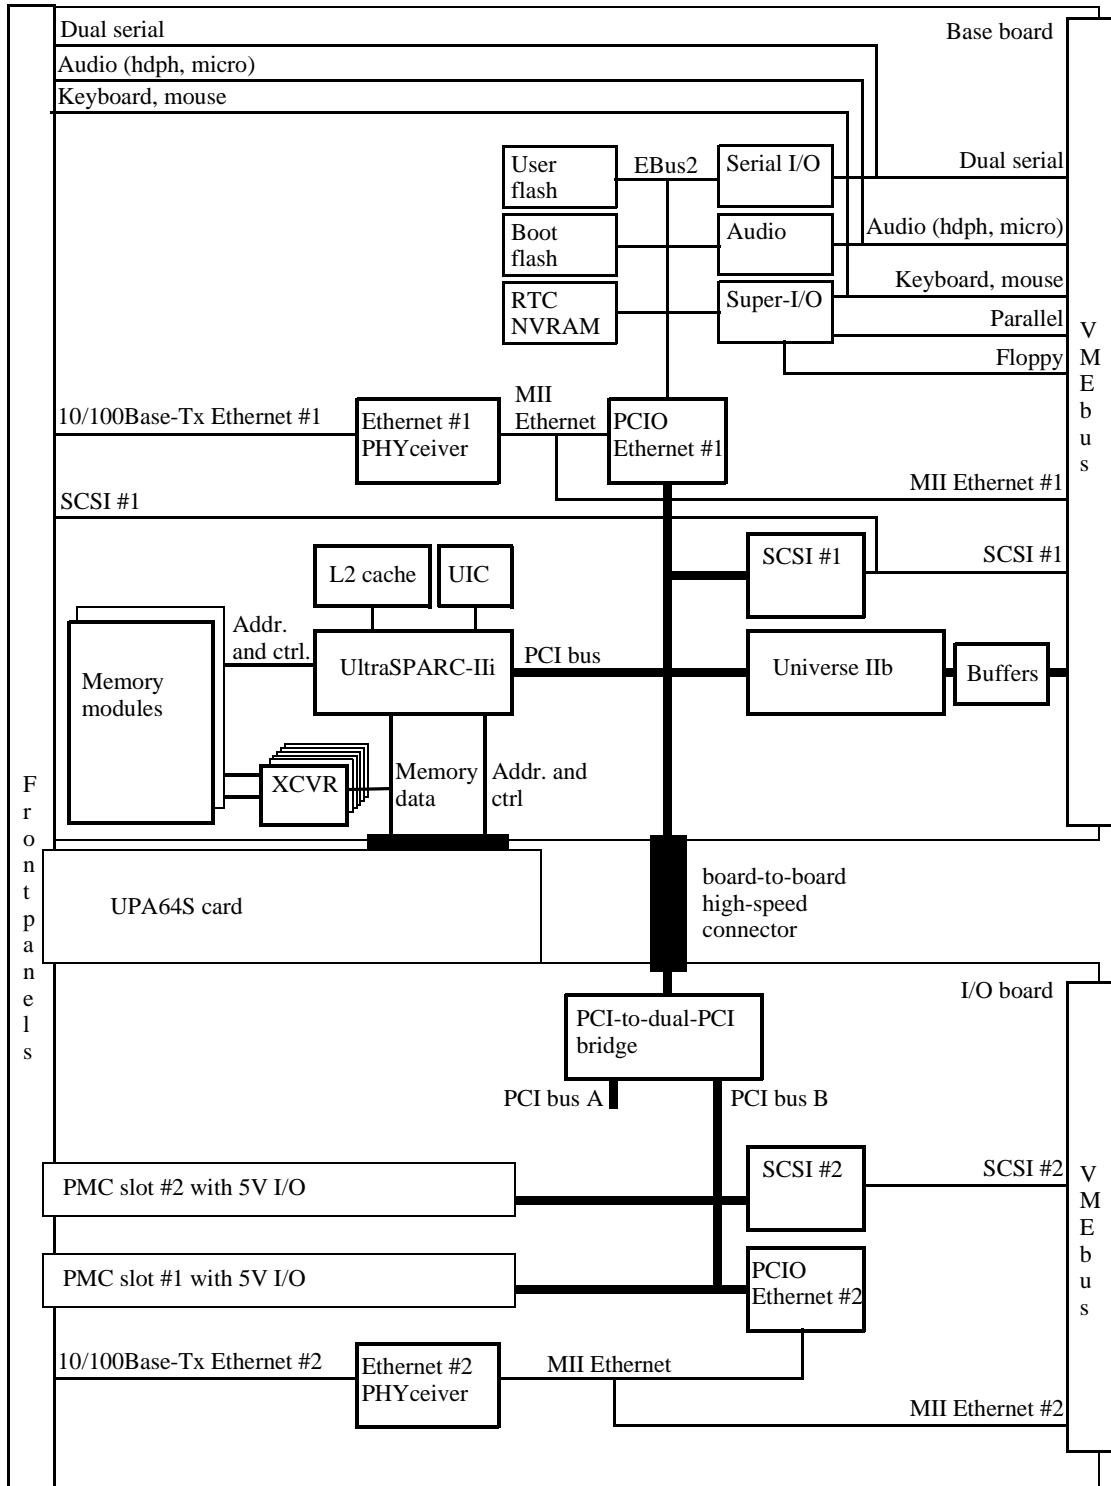 Dual serial
Base board
Audio (hdph, micro)
Keyboard, mouse
User
flash
EBus2
Serial I/O
Dual serial
Boot
flash
Audio
Audio (hdph, micro)
RTC
NVRAM
Super-I/O
Keyboard, mouse
Parallel
Floppy
VMEbus
10/100Base-Tx Ethernet #1
Ethernet #1
PHYceiver
MII
Ethernet
PCIO
Ethernet #1
MII Ethernet #1
SCSI #1
L2 cache
UIC
SCSI #1
SCSI #1
Memory
modules
Addr.
and ctrl.
UltraSPARC-IIi
PCI bus
Universe IIb
Buffers
XCVR
Memory
data
Addr. and
ctrl
Frontpanels
UPA64S card
board-to-board
high-speed
connector
I/O board
PCI-to-dual-PCI
bridge
PCI bus A
PCI bus B
PMC slot #2 with 5V I/O
SCSI #2
SCSI #2
VMEbus
PMC slot #1 with 5V I/O
PCIO
Ethernet #2
10/100Base-Tx Ethernet #2
Ethernet #2
PHYceiver
MII Ethernet
MII Ethernet #2